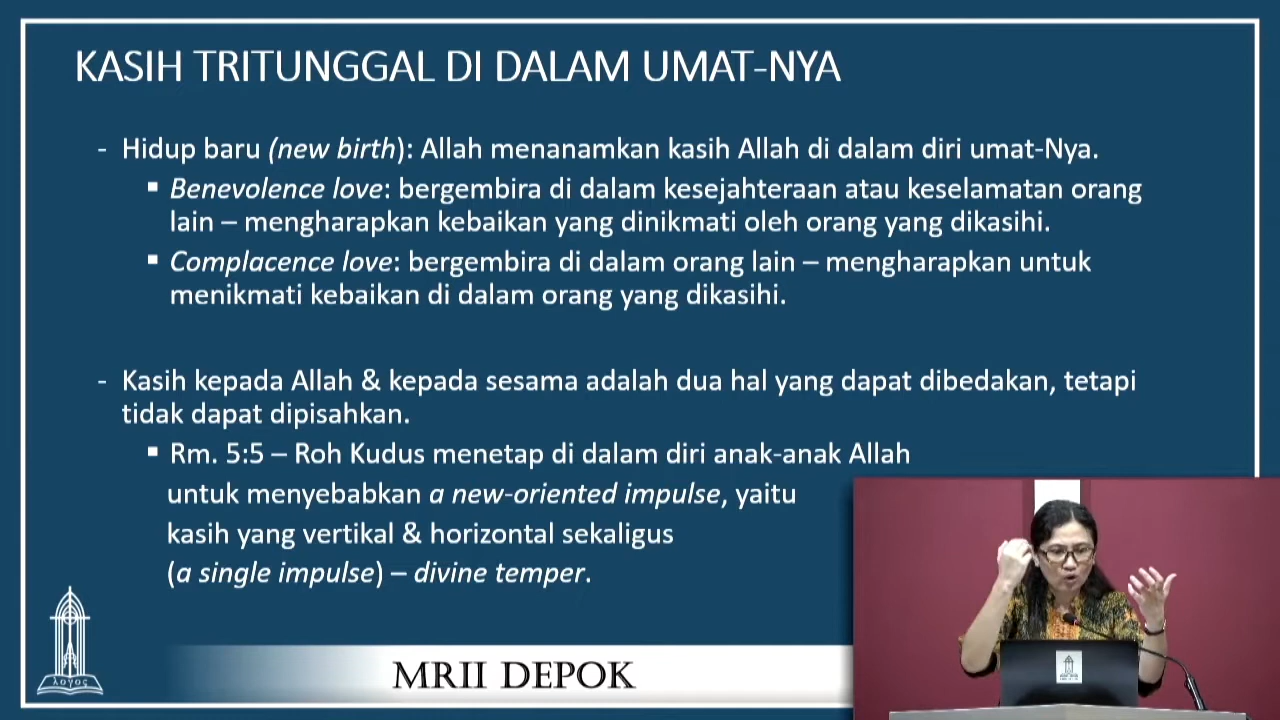 KASIH TRITUNGGAL DI DALAM UMAT-NYA
- Hidup baru (new birth): Allah menanamkan kasih Allah di dalam diri umat-Nya.
▪ Benevolence love: bergembira di dalam kesejahteraan atau keselamatan orang
lain – mengharapkan kebaikan yang dinikmati oleh orang yang dikasihi.
▪ Complacence love: bergembira di dalam orang lain – mengharapkan untuk
menikmati kebaikan di dalam orang yang dikasihi.
- Kasih kepada Allah & kepada sesama adalah dua hal yang dapat dibedakan, tetapi
tidak dapat dipisahkan.
▪ Rm. 5:5 – Roh Kudus menetap di dalam diri anak-anak Allah
untuk menyebabkan a new-oriented impulse, yaitu
kasih yang vertikal & horizontal sekaligus
(a single impulse) – divine temper.
λογος
MRII DEPOK